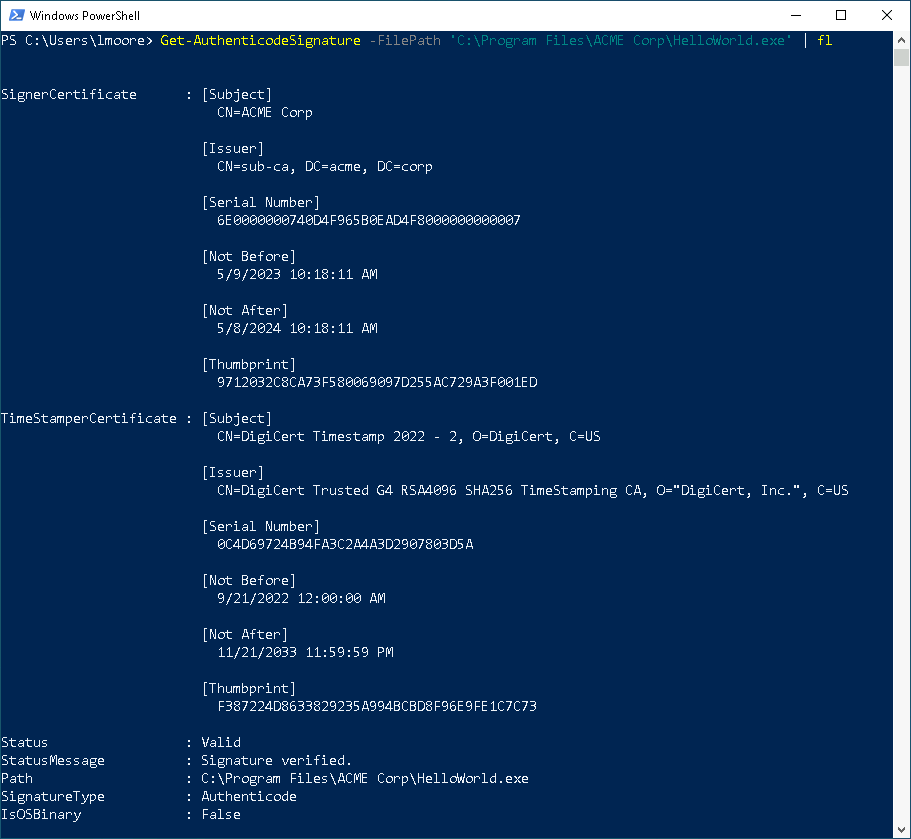 Windows PowerShell
PS C:\Users\lmoore> Get-AuthenticodeSignature -FilePath 'C:\Program Files\ACME Corp\HelloWorld.exe' | fl
SignerCertificate : [Subject]
CN=ACME Corp
[Issuer]
CN=sub-ca, DC=acme, DC=corp
[Serial Number]
6E0000000740D4F965B0EAD4F8000000000007
[Not Before]
5/9/2023 10:18:11 AM
[Not After]
5/8/2024 10:18:11 AM
[Thumbprint]
9712032C8CA73F580069097D255AC729A3F001ED
TimeStamperCertificate : [Subject]
CN=DigiCert Timestamp 2022 - 2, O=DigiCert, C=US
[Issuer]
CN=DigiCert Trusted G4 RSA4096 SHA256 TimeStamping CA, O="DigiCert, Inc.", C=US
[Serial Number]
0C4D69724B94FA3C2A4A3D2907803D5A
[Not Before]
9/21/2022 12:00:00 AM
[Not After]
11/21/2033 11:59:59 PM
[Thumbprint]
F387224D8633829235A994BCBD8F96E9FE1C7C73
Status : Valid
StatusMessage : Signature verified.
Path : C:\Program Files\ACME Corp\HelloWorld.exe
SignatureType : Authenticode
IsOSBinary : False